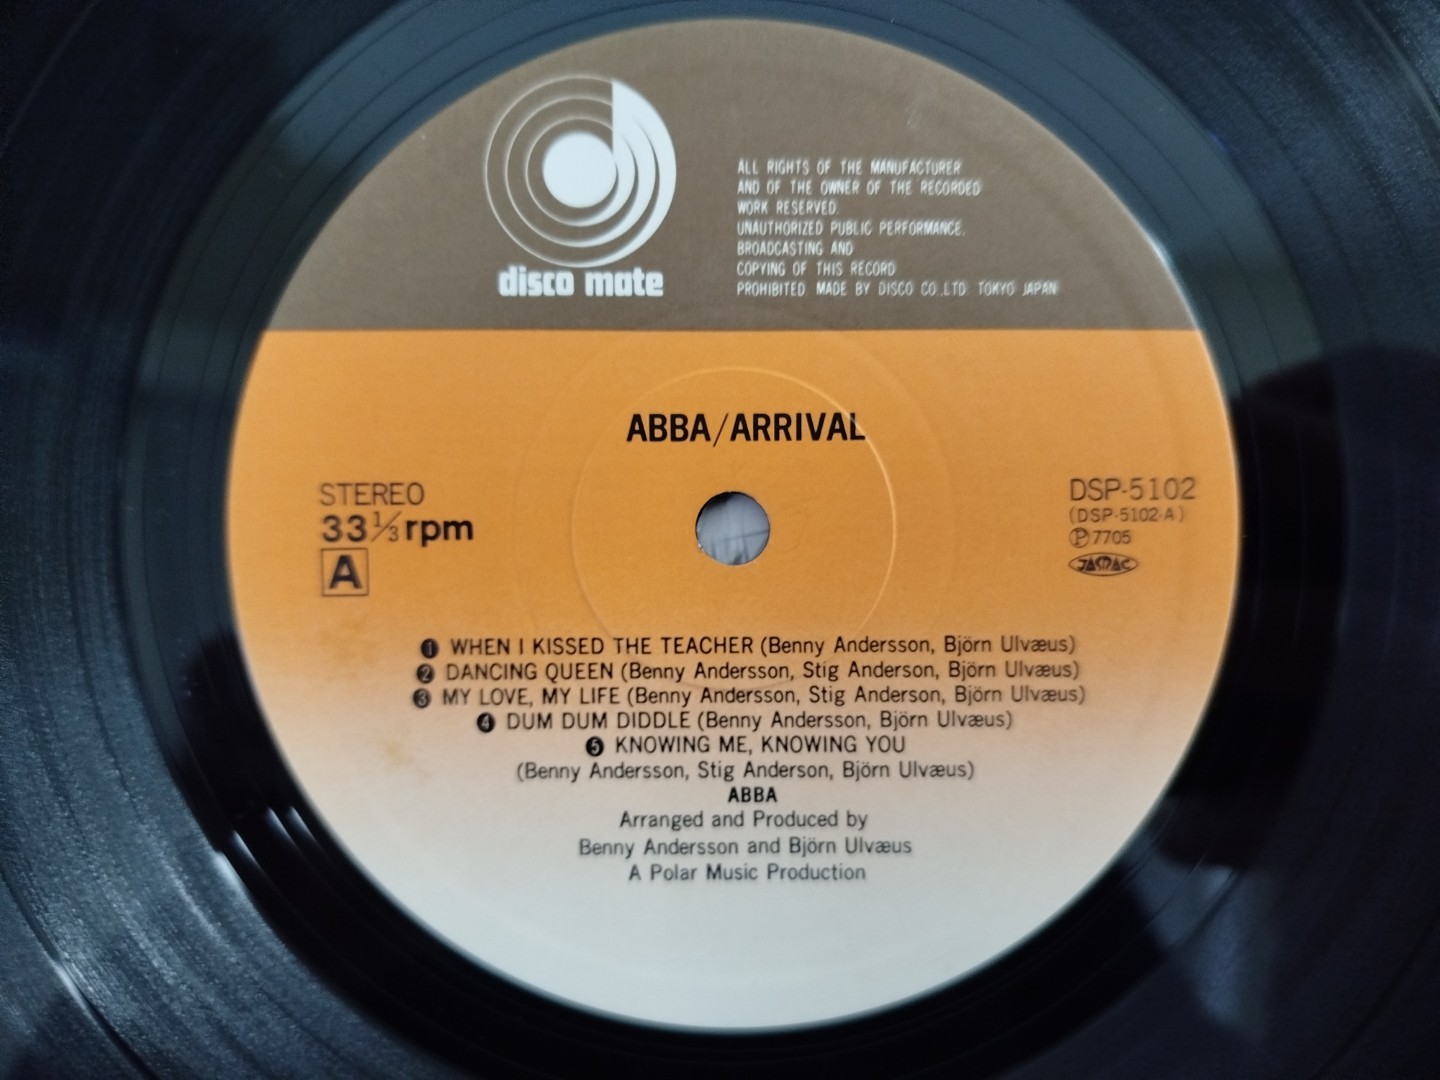 disco mate
ALL RIGHTS OF THE MANUFACTURER
AND OF THE OWNER OF THE RECORDED
WORK RESERVED.
UNAUTHORIZED PUBLIC PERFORMANCE.
BROADCASTING AND
COPYING OF THIS RECORD
PROHIBITED. MADE BY DISCO CO.,LTD. TOKYO JAPAN
ABBA/ARRIVAL
STEREO
33⅓rpm
A
DSP-5102
(DSP-5102-A)
Ⓟ7705
JASRAC
❶ WHEN I KISSED THE TEACHER (Benny Andersson, Björn Ulvæus)
❷ DANCING QUEEN (Benny Andersson, Stig Anderson, Björn Ulvæus)
❸ MY LOVE, MY LIFE (Benny Andersson, Stig Anderson, Björn Ulvæus)
❹ DUM DUM DIDDLE (Benny Andersson, Björn Ulvæus)
❺ KNOWING ME, KNOWING YOU
(Benny Andersson, Stig Anderson, Björn Ulvæus)
ABBA
Arranged and Produced by
Benny Andersson and Björn Ulvæus
A Polar Music Production